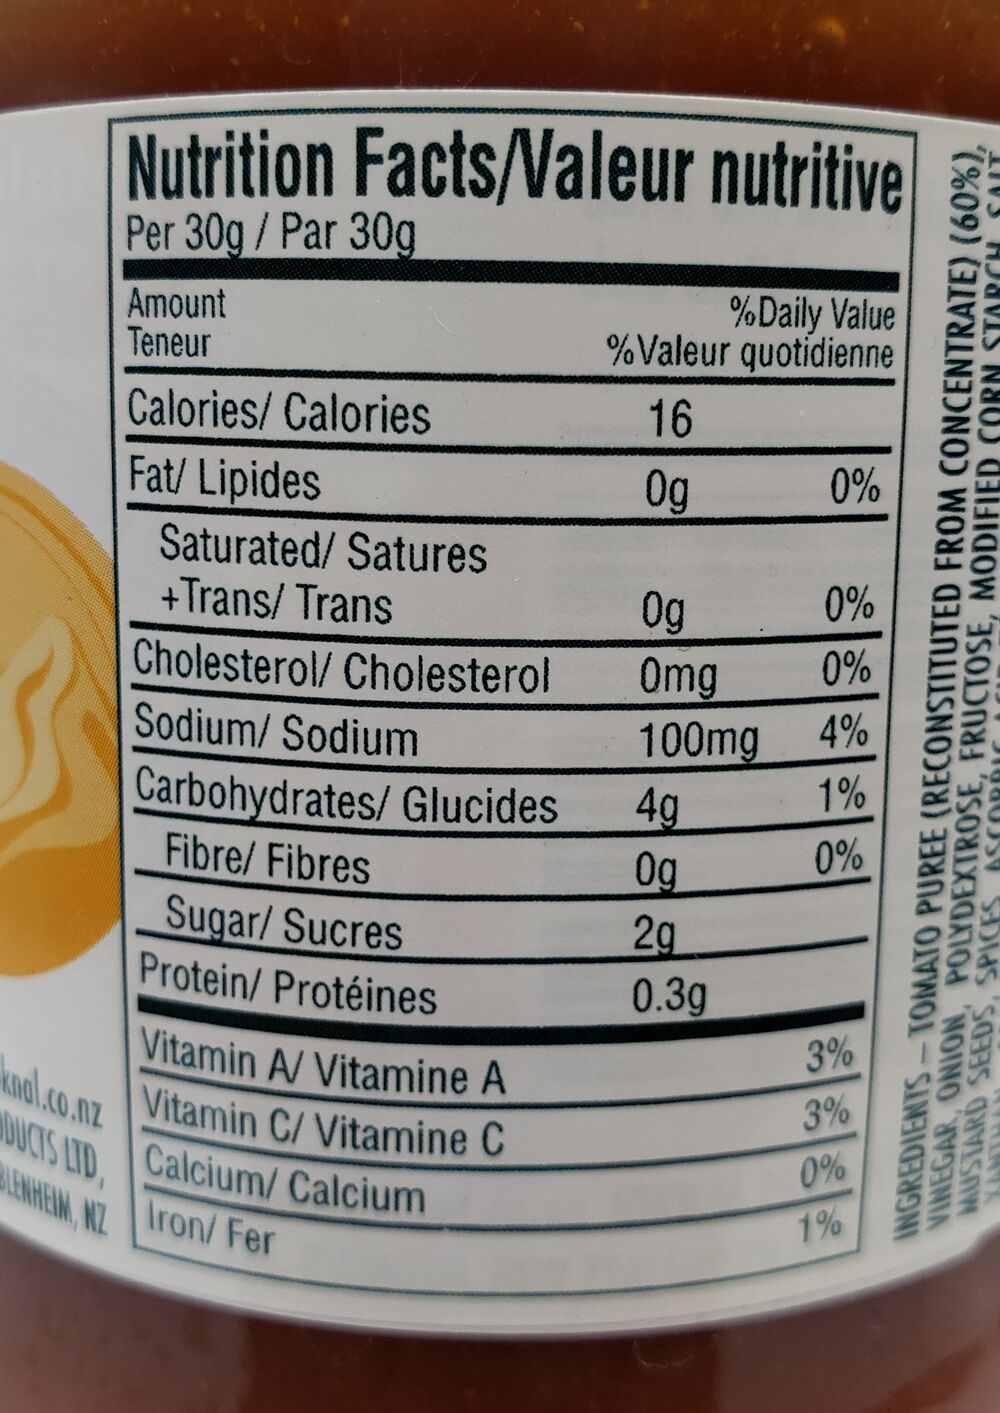 Nutrition Facts/Valeur nutritive
Per 30g / Par 30g
Amount %Daily Value
Teneur %Valeur quotidienne
Calories/ Calories 16
Fat/ Lipides 0g 0%
Saturated/ Satures
+Trans/ Trans 0g 0%
Cholesterol/ Cholesterol 0mg 0%
Sodium/ Sodium 100mg 4%
Carbohydrates/ Glucides 4g 1%
Fibre/ Fibres 0g 0%
Sugar/ Sucres 2g
Protein/ Protéines 0.3g
Vitamin A/ Vitamine A 3%
Vitamin C/ Vitamine C 3%
Calcium/ Calcium 0%
Iron/ Fer 1%
.co.nz
LTD,
BLENHEIM, NZ
INGREDIENTS – TOMATO PUREE (RECONSTITUTED FROM CONCENTRATE) (60%),
VINEGAR, ONION, POLYDEXTROSE, FRUCTOSE, MODIFIED CORN STARCH, SALT
MUSTARD SEEDS, SPICES,